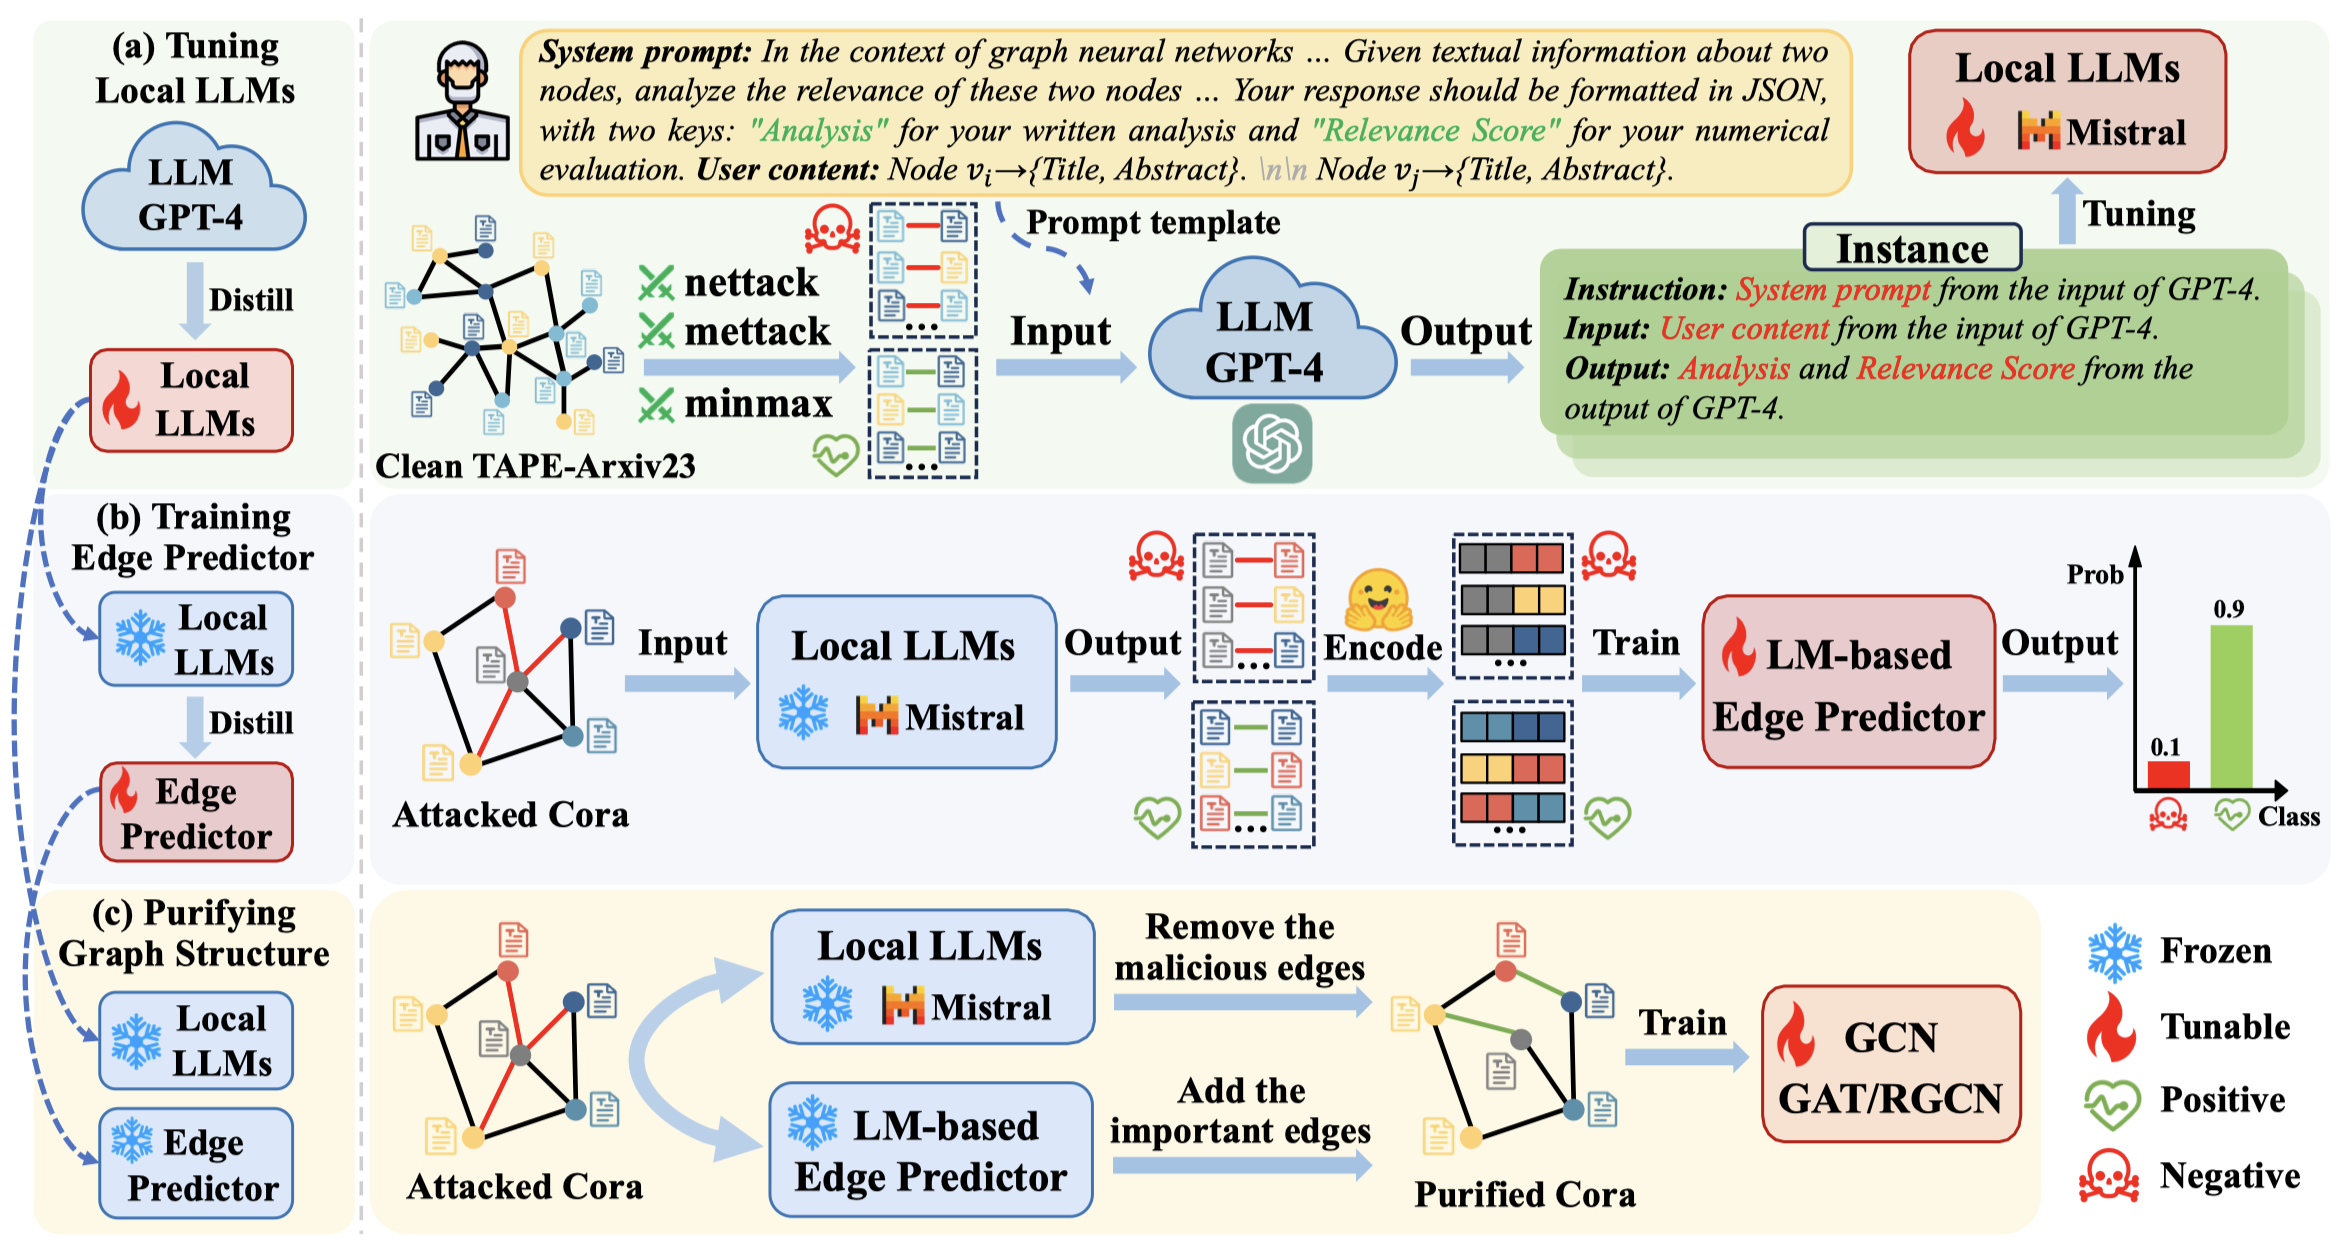 (a) Tuning
Local LLMs
LLM
GPT-4
Distill
Local
LLMs
System prompt: In the context of graph neural networks ... Given textual information about two
nodes, analyze the relevance of these two nodes ... Your response should be formatted in JSON,
with two keys: "Analysis" for your written analysis and "Relevance Score" for your numerical
evaluation. User content: Node vᵢ→{Title, Abstract}. \n\n Node vⱼ→{Title, Abstract}.
Local LLMs
Mistral
Tuning
Prompt template
nettack
mettack
minmax
Clean TAPE-Arxiv23
...
...
Input
LLM
GPT-4
Output
Instance
Instruction: System prompt from the input of GPT-4.
Input: User content from the input of GPT-4.
Output: Analysis and Relevance Score from the
output of GPT-4.
(b) Training
Edge Predictor
Local
LLMs
Distill
Edge
Predictor
Attacked Cora
Input
Local LLMs
Mistral
Output
...
...
Encode
...
...
Train
LM-based
Edge Predictor
Output
Prob
0.1
0.9
Class
(c) Purifying
Graph Structure
Local
LLMs
Edge
Predictor
Attacked Cora
Local LLMs
Mistral
LM-based
Edge Predictor
Remove the
malicious edges
Add the
important edges
Purified Cora
Train
GCN
GAT/RGCN
Frozen
Tunable
Positive
Negative